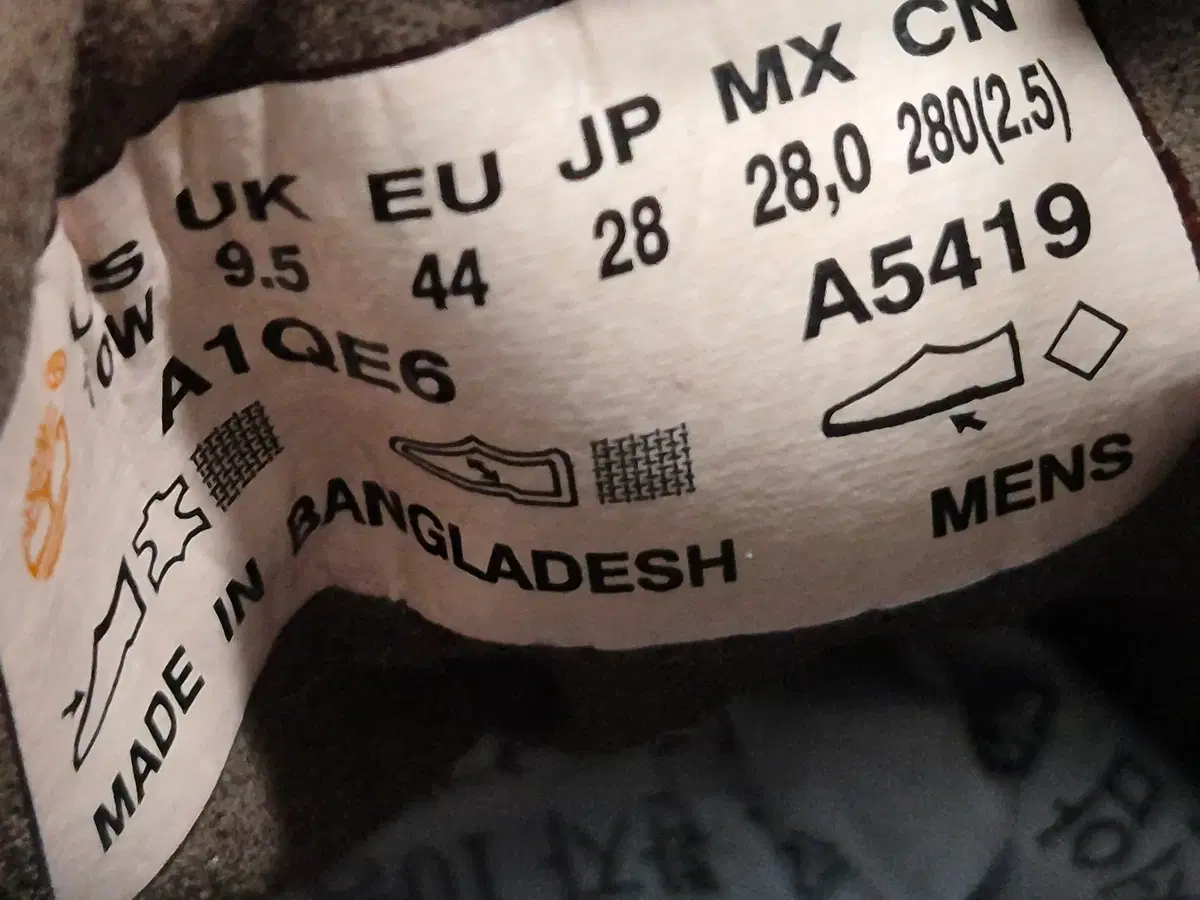 US UK EU JP MX CN
10W 9.5 44 28 28,0 280(2.5)
A1QE6 A5419
MADE IN BANGLADESH MENS